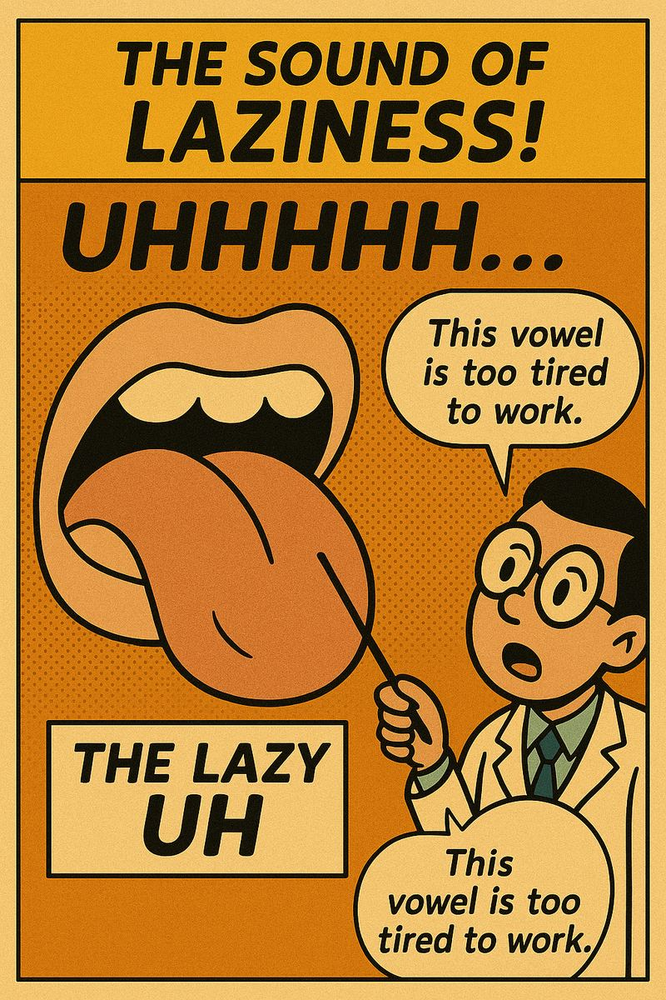 THE SOUND OF
LAZINESS!
UHHHHHH...
This vowel
is too tired
to work.
THE LAZY
UH
This
vowel is too
tired to work.